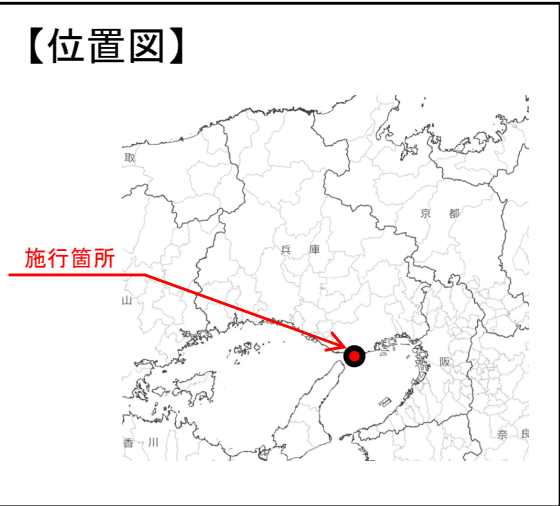 【位置図】
取
京 都
兵 庫
施行箇所
山
阪
香 川
奈 良